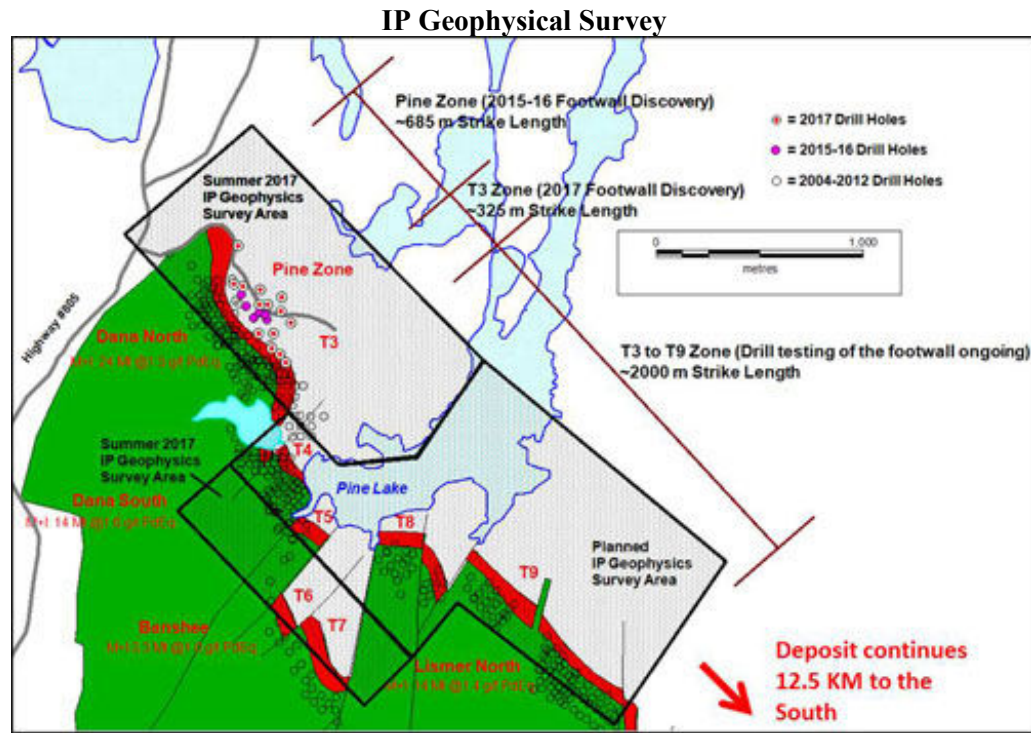 IP Geophysical Survey
Pine Zone (2015-16 Footwall Discovery)
~685 m Strike Length
= 2017 Drill Holes
= 2015-16 Drill Holes
= 2004-2012 Drill Holes
Summer 2017
IP Geophysics
Survey Area
T3 Zone (2017 Footwall Discovery)
~325 m Strike Length
0 1,000
metres
Pine Zone
T3
Highway #805
Dana North
T3 to T9 Zone (Drill testing of the footwall ongoing)
~2000 m Strike Length
Summer 2017
IP Geophysics
Survey Area
T4
Pine Lake
Dana South
T5
T8
Planned
IP Geophysics
Survey Area
T9
T6
T7
Banshee
Lismer North
Deposit continues
12.5 KM to the
South